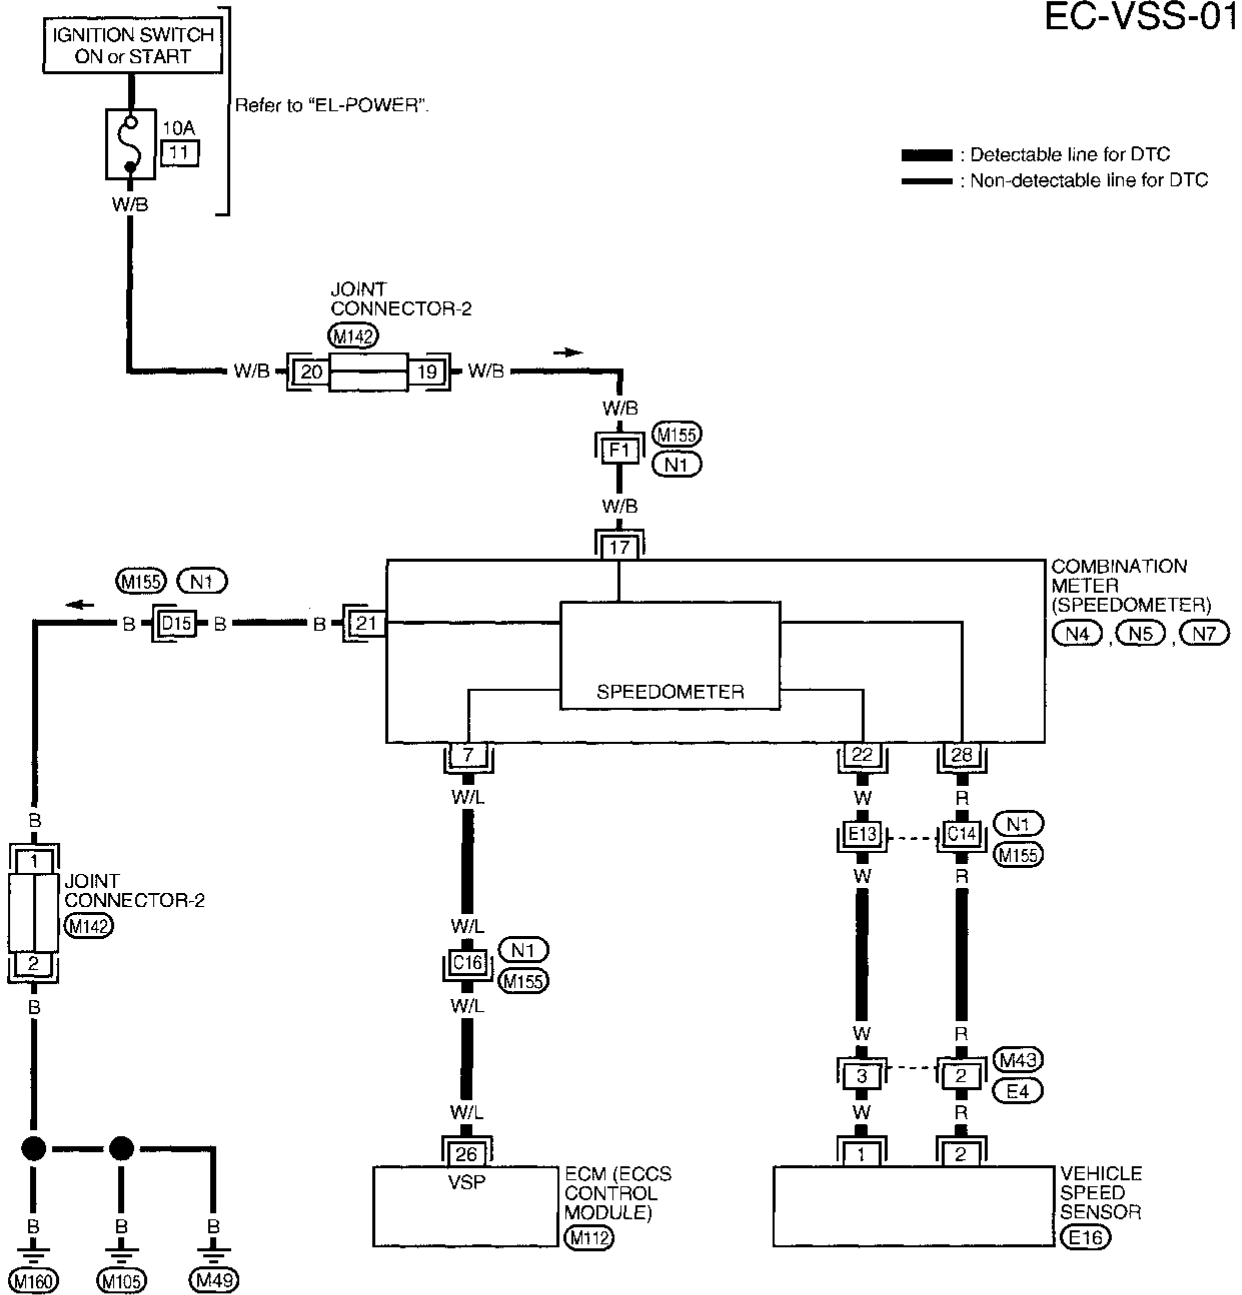 EC-VSS-01
IGNITION SWITCH
ON or START
Refer to "EL-POWER".
10A
11
W/B
: Detectable line for DTC
: Non-detectable line for DTC
JOINT
CONNECTOR-2
M142
W/B 20 19 W/B
W/B
F1
M155
N1
W/B
17
COMBINATION
METER
(SPEEDOMETER)
N4 , N5 , N7
M155 N1
B D15 B B 21
SPEEDOMETER
7 22 28
W/L W R
B
E13 C14
N1
M155
W R
1
JOINT
CONNECTOR-2
M142
2
B
W/L
C16
N1
M155
W/L
W R
3 2
M43
E4
W/L W R
26 1 2
VSP
ECM (ECCS
CONTROL
MODULE)
M112
VEHICLE
SPEED
SENSOR
E16
B B B
M160 M105 M49